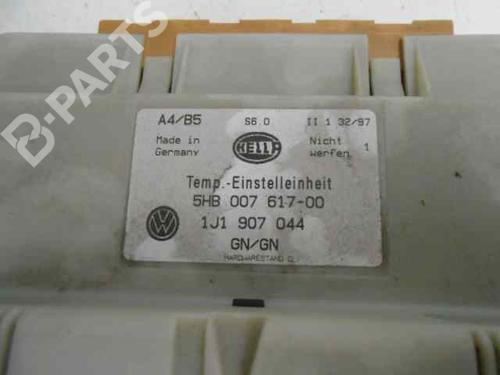 B-PARTS
A4/B5 S6.0 II 1 32/97
Made in Germany
HELLA
Nicht werfen 1
Temp.-Einstelleinheit
5HB 007 617-00
VW
1J1 907 044
GN/GN
HARDWARESTAND